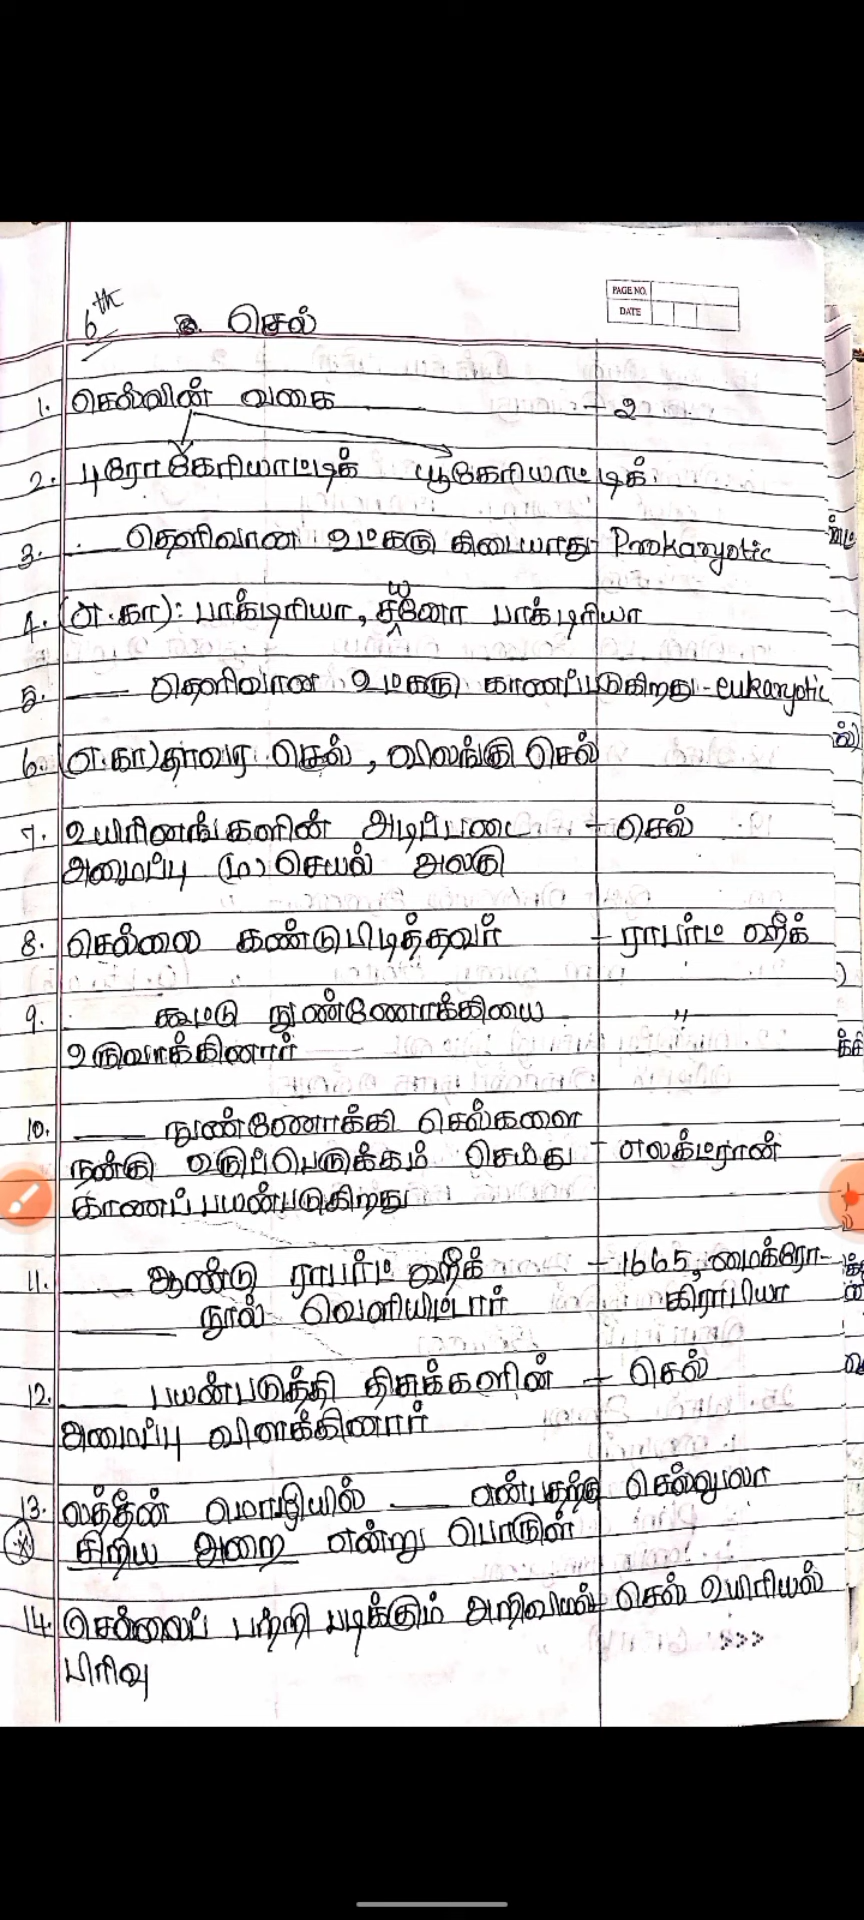 PAGE NO.
DATE
6th செல்
1. செல்லின் வகை - 2
2. புரோகேரியாட்டிக் யூகேரியாட்டிக்
3. தெளிவான உட்கரு கிடையாது - Prokaryotic
4. (எ.கா): பாக்டிரியா, சயனோ பாக்டிரியா
5. தெளிவான உட்கரு காணப்படுகிறது - eukaryotic
6. (எ.கா) தாவர செல், விலங்கு செல்
7. உயிரினங்களின் அடிப்படை - செல்
அமைப்பு (ம) செயல் அலகு
8. செல்லை கண்டுபிடித்தவர் - ராபர்ட் ஹீக்
9. கூட்டு நுண்ணோக்கியை "
உருவாக்கினார்
10. நுண்ணோக்கி செல்களை
நன்கு உருப்பெருக்கம் செய்து - எலக்ட்ரான்
காணப் பயன்படுகிறது
11. ஆண்டு ராபர்ட் ஹீக் - 1665, மைக்ரோ-
நூல் வெளியிட்டார் கிராபியா
12. பயன்படுத்தி திசுக்களின் - செல்
அமைப்பு விளக்கினார்
13. லத்தீன் மொழியில் என்பதற்கு செல்லுலா
சிறிய அறை என்று பொருள்
14. செல்லைப் பற்றி படிக்கும் அறிவியல் செல் உயிரியல்
பிரிவு